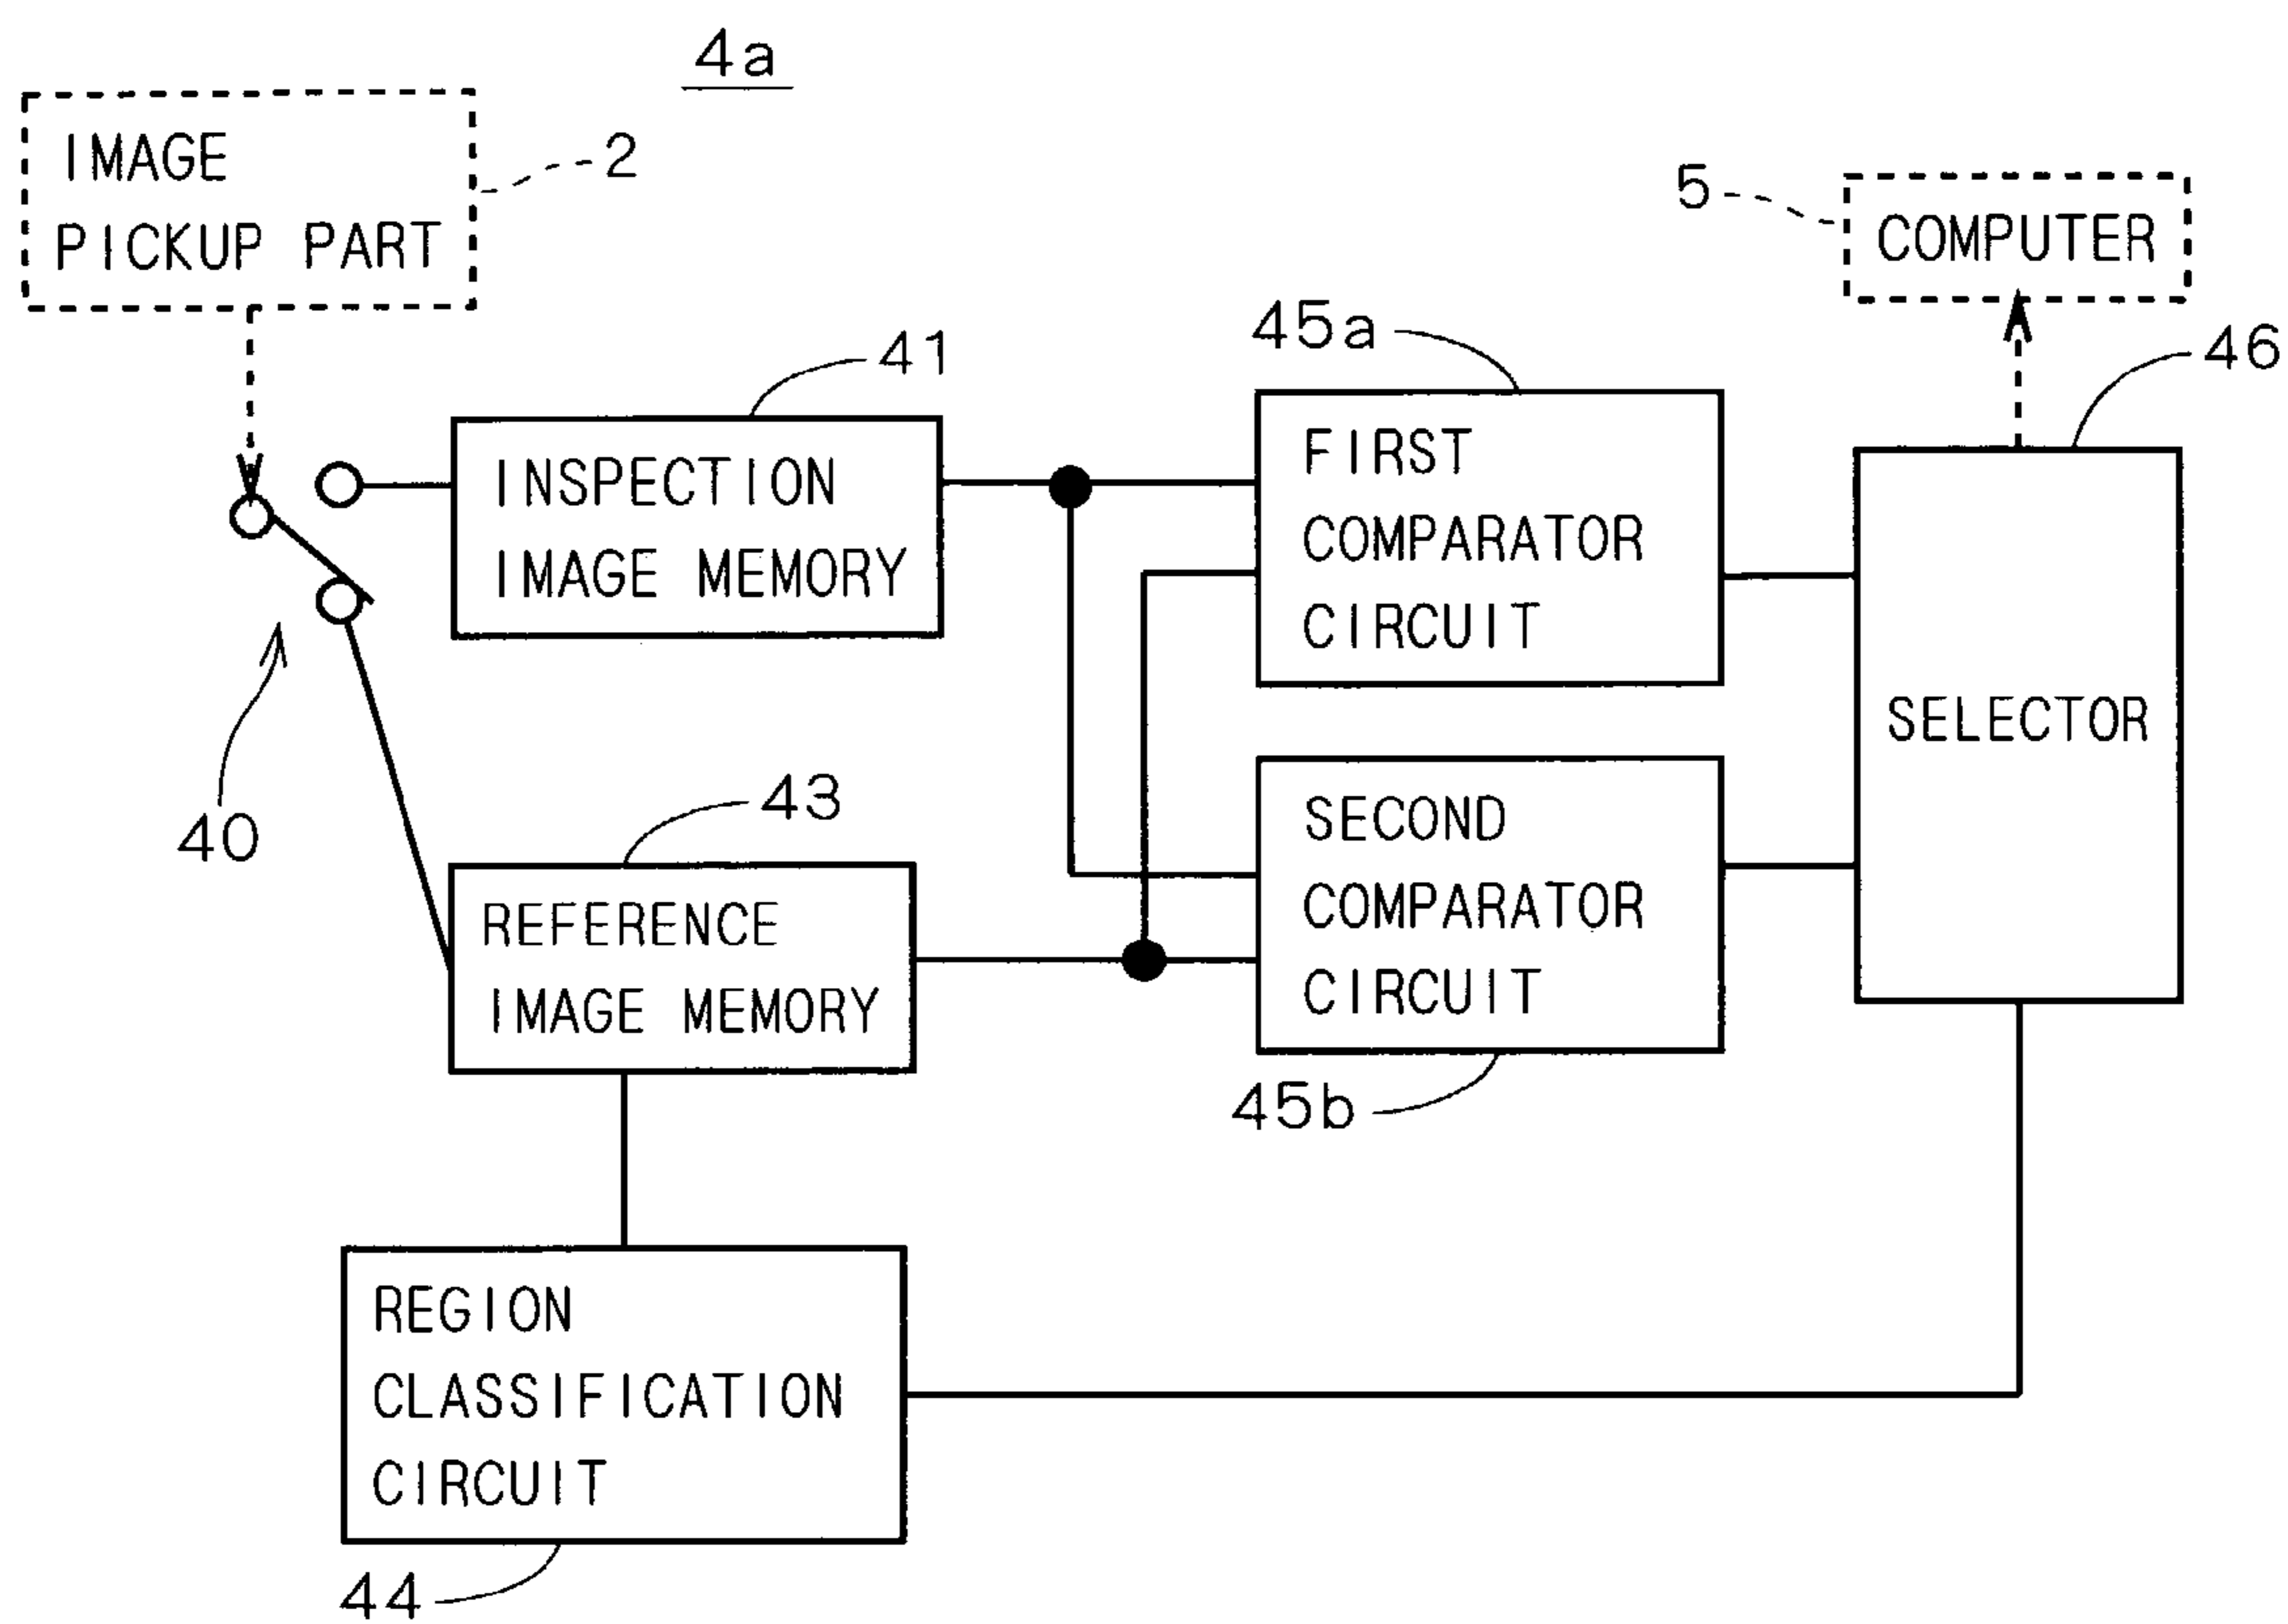 4a
IMAGE
PICKUP PART
2
5
COMPUTER
41
45a
46
INSPECTION
IMAGE MEMORY
FIRST
COMPARATOR
CIRCUIT
SELECTOR
40
43
REFERENCE
IMAGE MEMORY
SECOND
COMPARATOR
CIRCUIT
45b
REGION
CLASSIFICATION
CIRCUIT
44